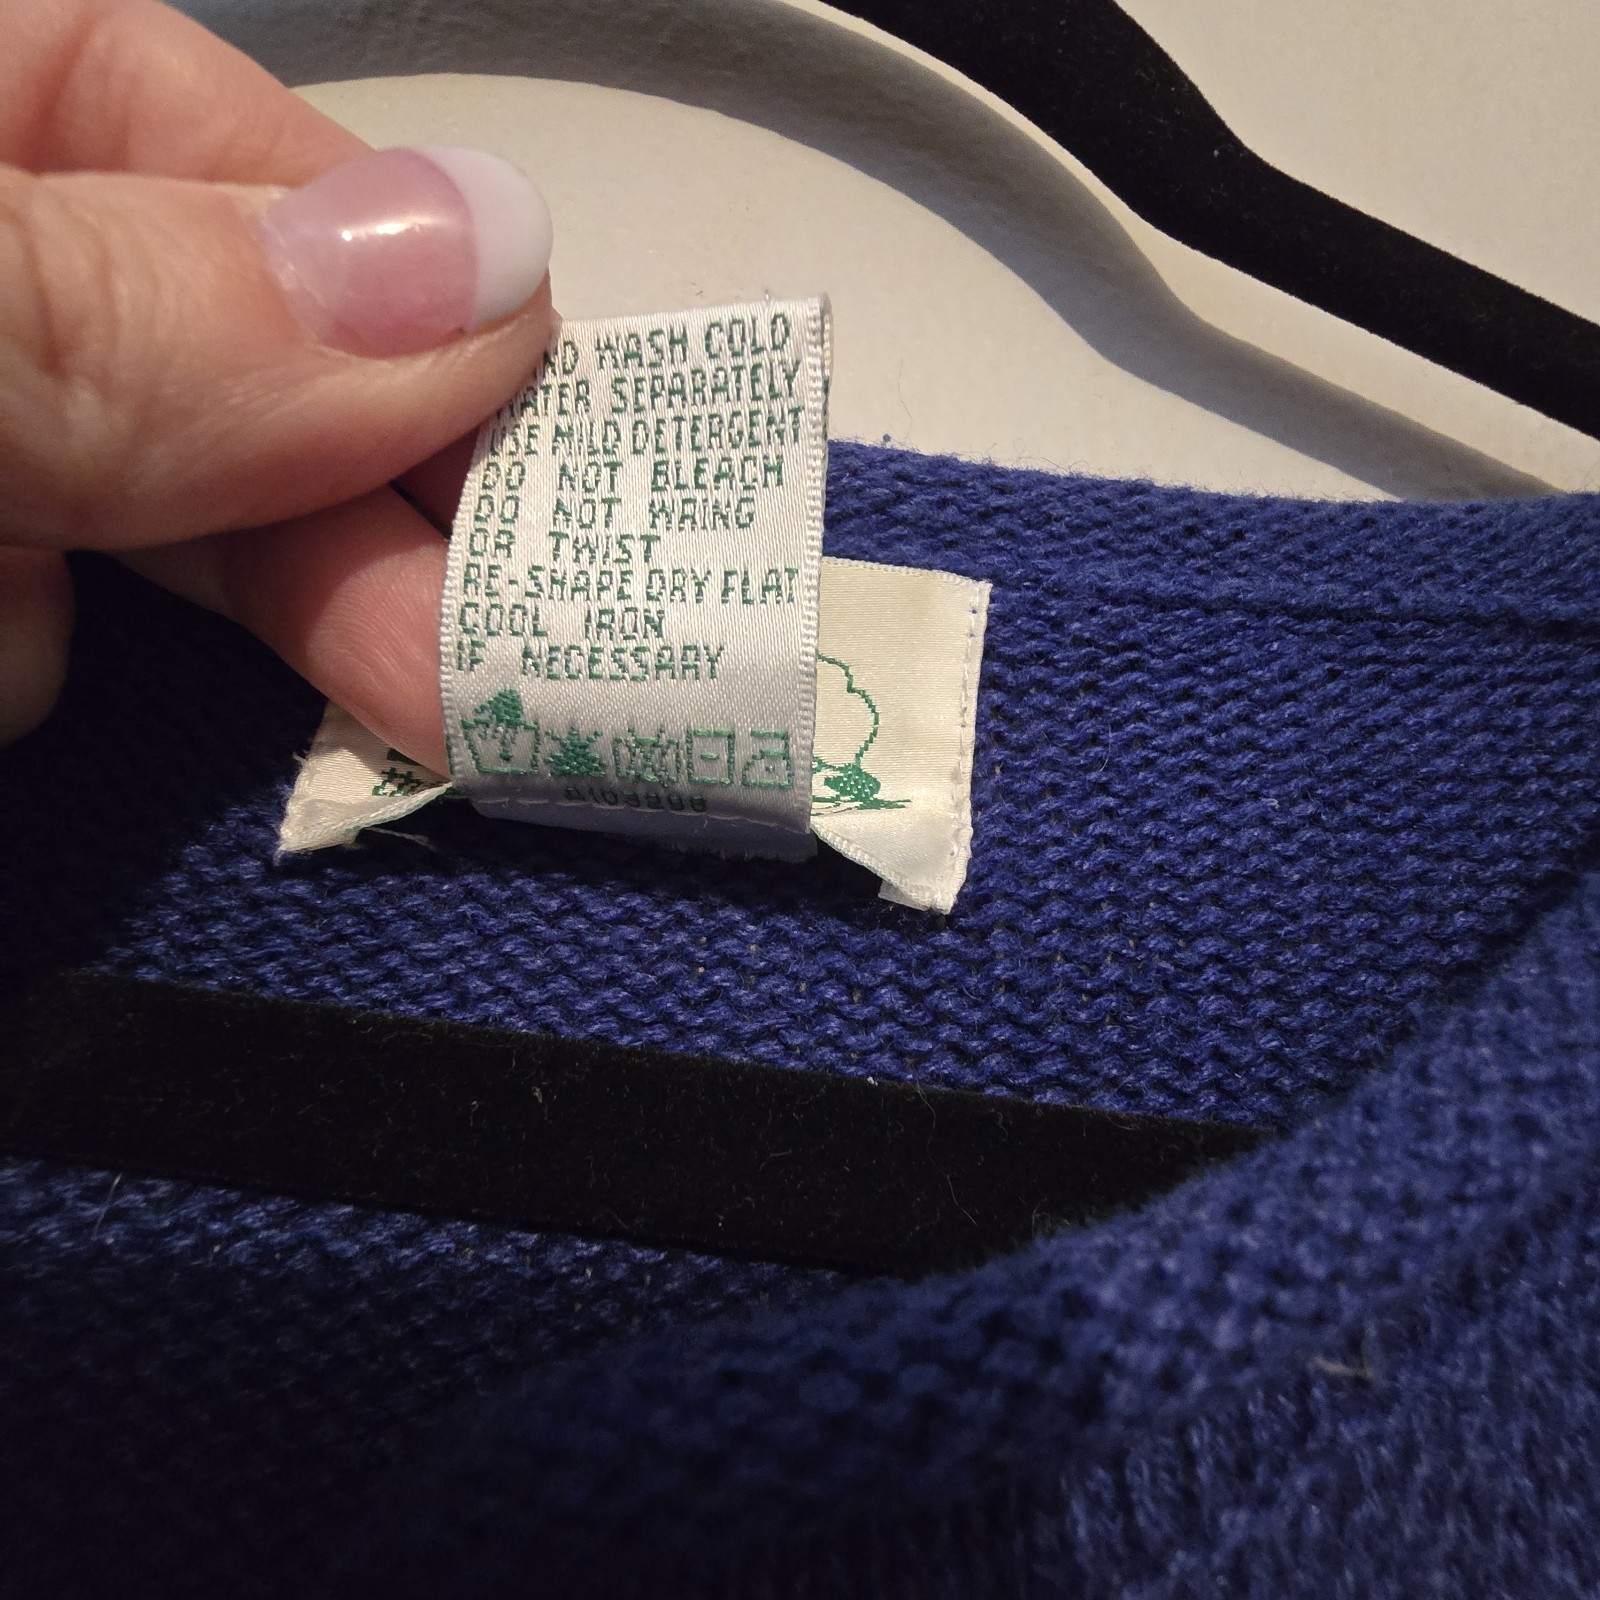 WASH COLD
WATER SEPARATELY
USE MILD DETERGENT
DO NOT BLEACH
DO NOT WRING
OR TWIST
RE-SHAPE DRY FLAT
COOL IRON
IF NECESSARY